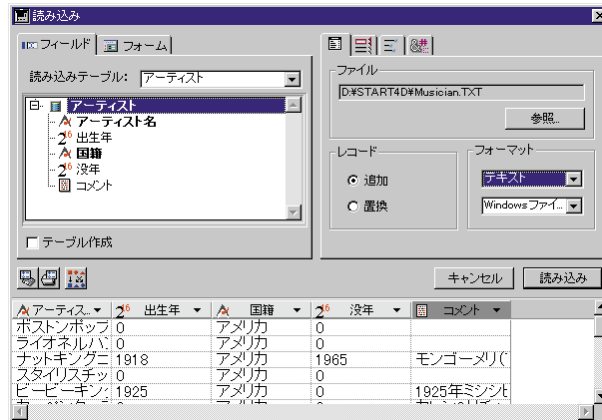 読み込み
フィールド
フォーム
読み込みテーブル: アーティスト
アーティスト
アーティスト名
2¹⁶ 出生年
国籍
2¹⁶ 没年
コメント
テーブル作成
ファイル
D:¥START4D¥Musician.TXT
参照...
レコード
追加
置換
フォーマット
テキスト
Windowsファイ...
キャンセル
読み込み
アーティス... 2¹⁶ 出生年 国籍 2¹⁶ 没年 コメント
ボストンポップ 0 アメリカ 0
ライオネルハ 0 アメリカ 0
ナットキングコ 1918 アメリカ 1965 モンゴーメリ(
スタイリスチッ 0 アメリカ 0
ビービーキン 1925 アメリカ 0 1925年ミシシ